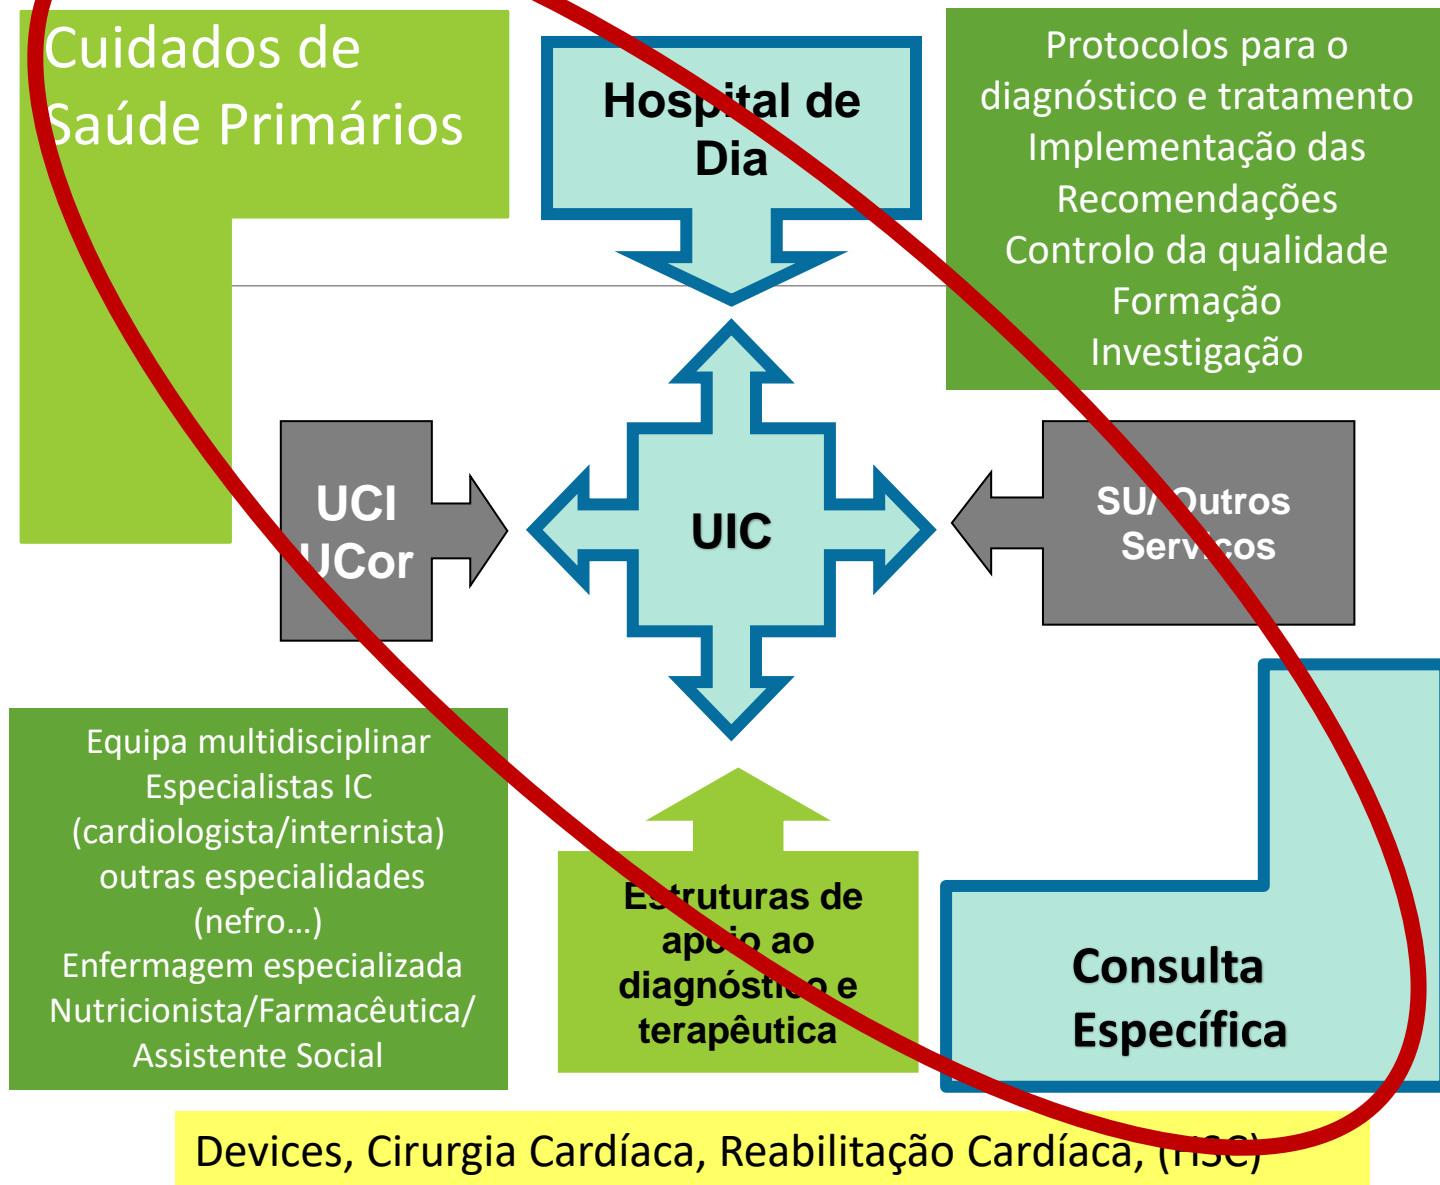 Cuidados de
Saúde Primários
Hospital de
Dia
Protocolos para o
diagnóstico e tratamento
Implementação das
Recomendações
Controlo da qualidade
Formação
Investigação
UCI
UCor
UIC
SU/ Outros
Serviços
Equipa multidisciplinar
Especialistas IC
(cardiologista/internista)
outras especialidades
(nefro...)
Enfermagem especializada
Nutricionista/Farmacêutica/
Assistente Social
Estruturas de
apoio ao
diagnóstico e
terapêutica
Consulta
Específica
Devices, Cirurgia Cardíaca, Reabilitação Cardíaca,